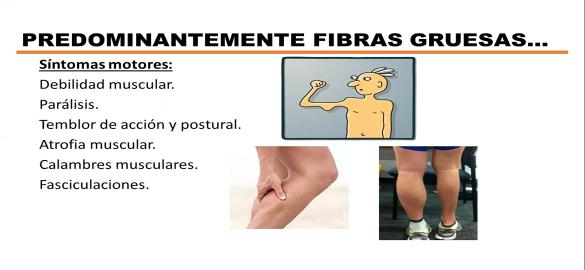 PREDOMINANTEMENTE FIBRAS GRUESAS...
Síntomas motores:
Debilidad muscular.
Parálisis.
Temblor de acción y postural.
Atrofia muscular.
Calambres musculares.
Fasciculaciones.